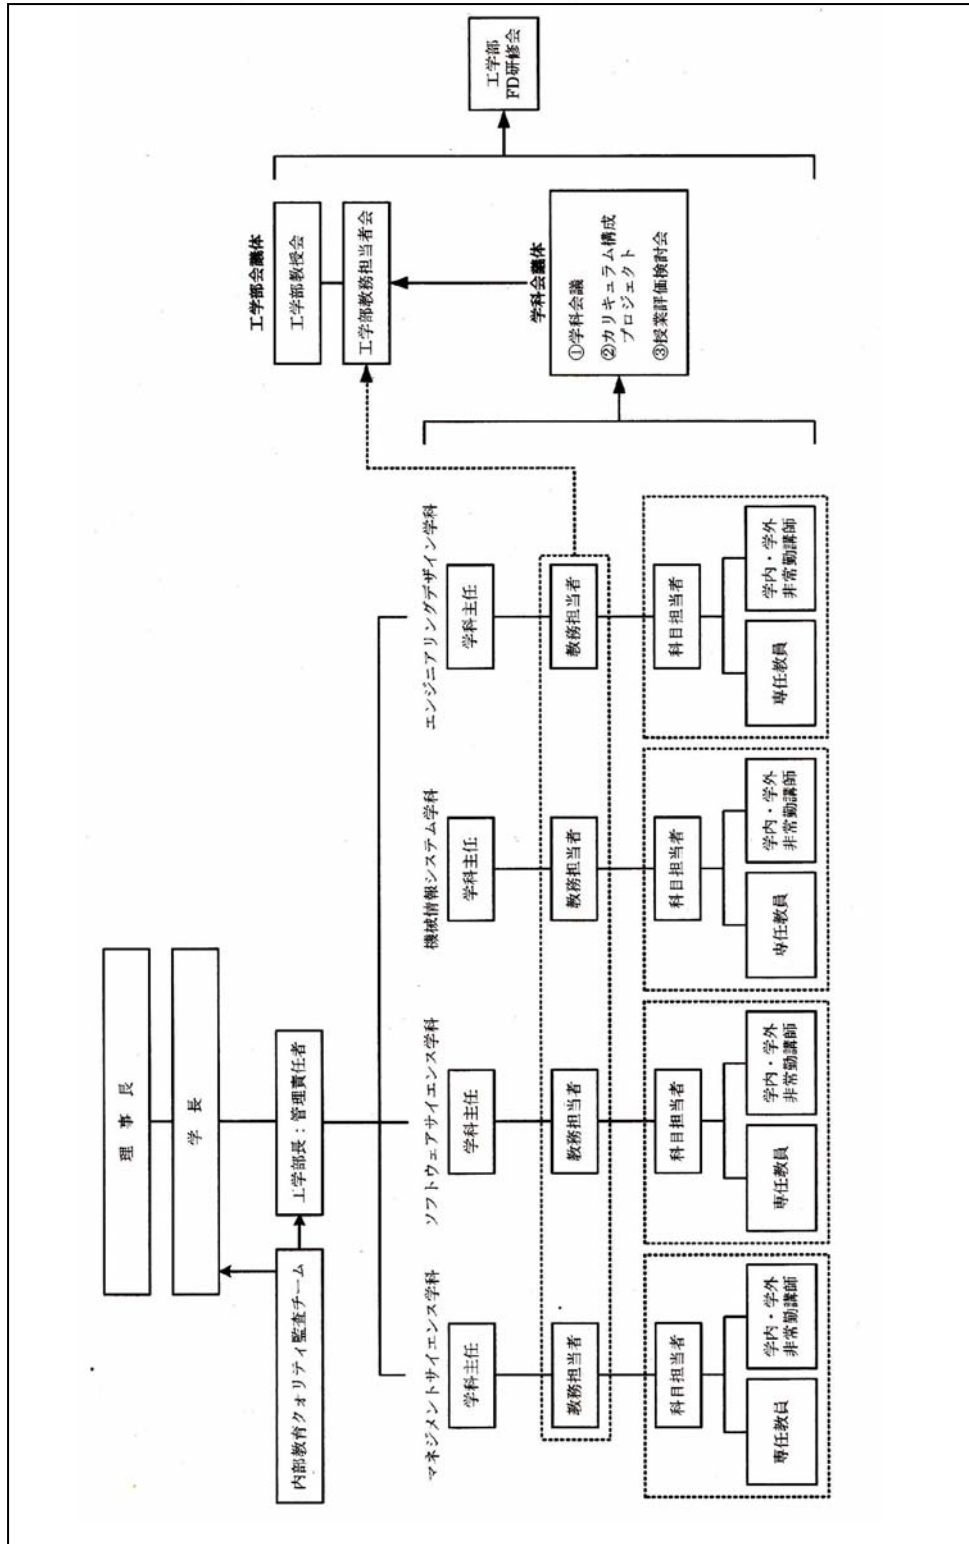 理事長
学長
内部教育クォリティ監査チーム
工学部長：管理責任者
マネジメントサイエンス学科
ソフトウェアサイエンス学科
機械情報システム学科
エンジニアリングデザイン学科
学科主任
学科主任
学科主任
学科主任
教務担当者
教務担当者
教務担当者
教務担当者
科目担当者
科目担当者
科目担当者
科目担当者
専任教員
学内・学外
非常勤講師
専任教員
学内・学外
非常勤講師
専任教員
学内・学外
非常勤講師
専任教員
学内・学外
非常勤講師
工学部会議体
工学部教授会
工学部教務担当者会
学科会議体
①学科会議
②カリキュラム構成
プロジェクト
③授業評価検討会
工学部
FD研修会